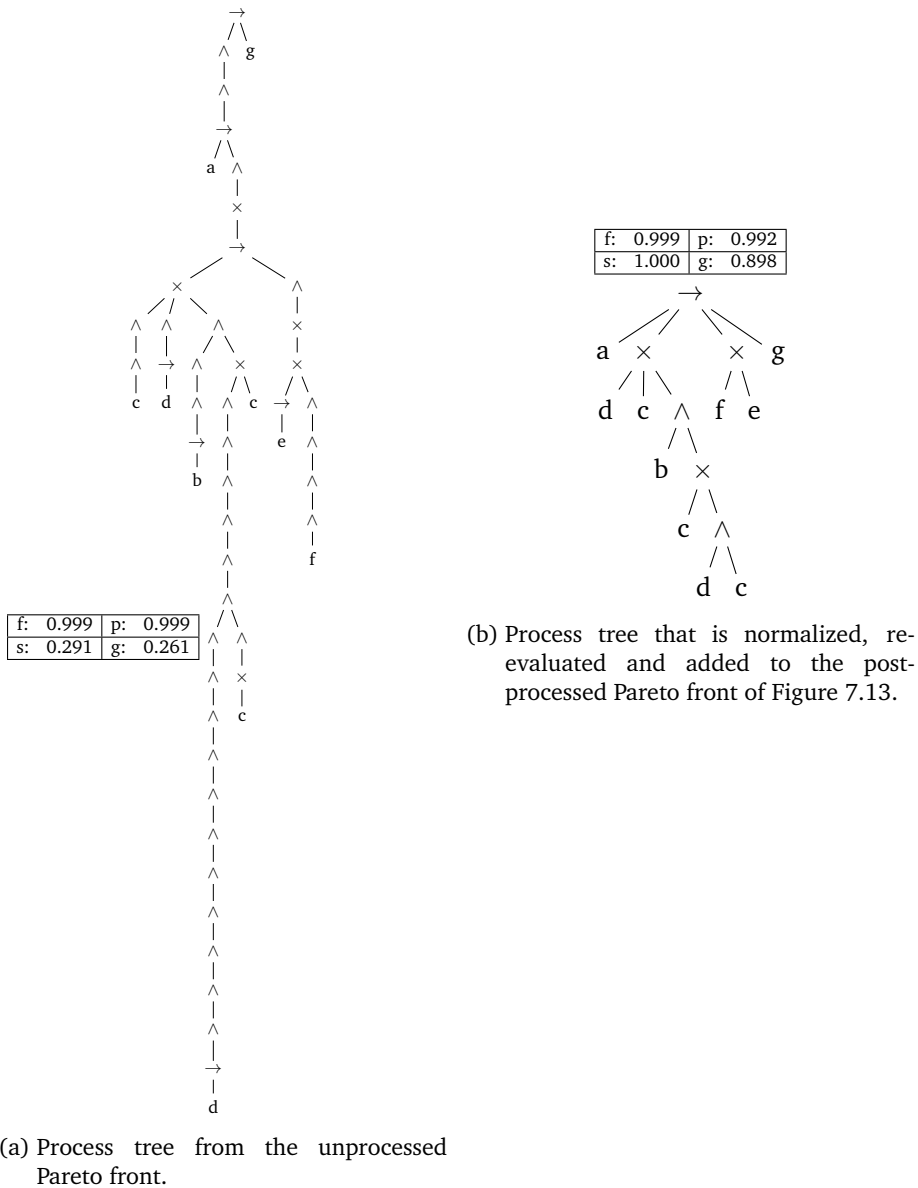 →
∧ g
∧
→
a ∧
×
→
× ∧
∧ ∧ ∧ ×
∧ → ∧ × ×
c d ∧ ∧ c → ∧
→ ∧ e ∧
b ∧ ∧
∧ ∧
∧ f
∧
f: 0.999 p: 0.999
s: 0.291 g: 0.261
∧ ∧
∧ ×
∧ c
∧
∧
∧
∧
∧
∧
∧
∧
→
d
(a) Process tree from the unprocessed
Pareto front.
f: 0.999 p: 0.992
s: 1.000 g: 0.898
→
a × × g
d c ∧ f e
b ×
c ∧
d c
(b) Process tree that is normalized, re-
evaluated and added to the post-
processed Pareto front of Figure 7.13.